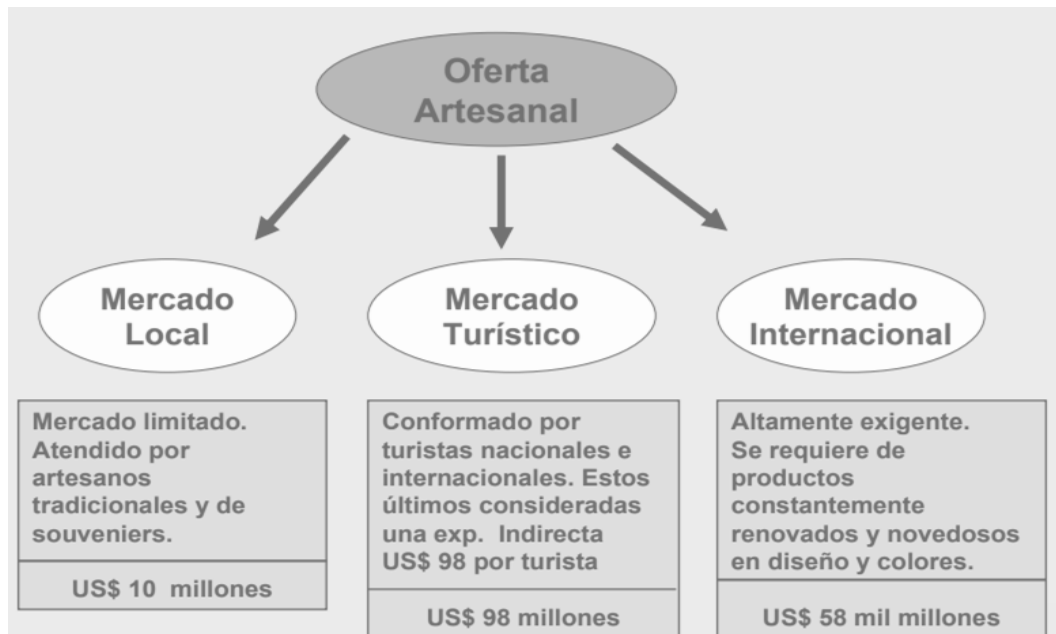 Oferta
Artesanal
Mercado
Local
Mercado
Turístico
Mercado
Internacional
Mercado limitado.
Atendido por
artesanos
tradicionales y de
souveniers.
US$ 10 millones
Conformado por
turistas nacionales e
internacionales. Estos
últimos consideradas
una exp. Indirecta
US$ 98 por turista
US$ 98 millones
Altamente exigente.
Se requiere de
productos
constantemente
renovados y novedosos
en diseño y colores.
US$ 58 mil millones